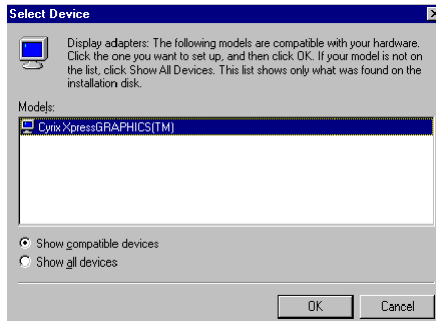 Select Device
Display adapters: The following models are compatible with your hardware.
Click the one you want to set up, and then click OK. If your model is not on
the list, click Show All Devices. This list shows only what was found on the
installation disk.
Models:
Cyrix XpressGRAPHICS(TM)
Show compatible devices
Show all devices
OK Cancel